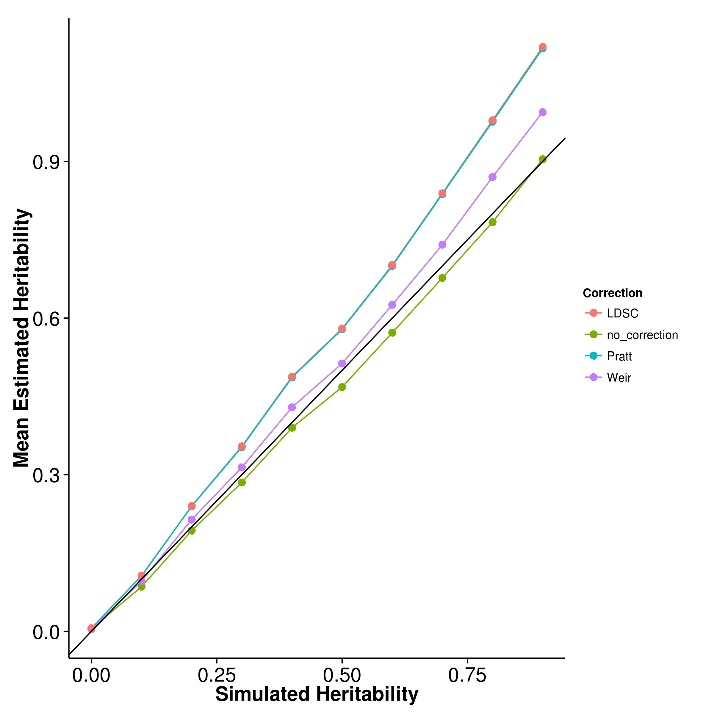 0.9
0.6
0.3
0.0
Mean Estimated Heritability
0.00 0.25 0.50 0.75
Simulated Heritability
Correction
LDSC
no_correction
Pratt
Weir